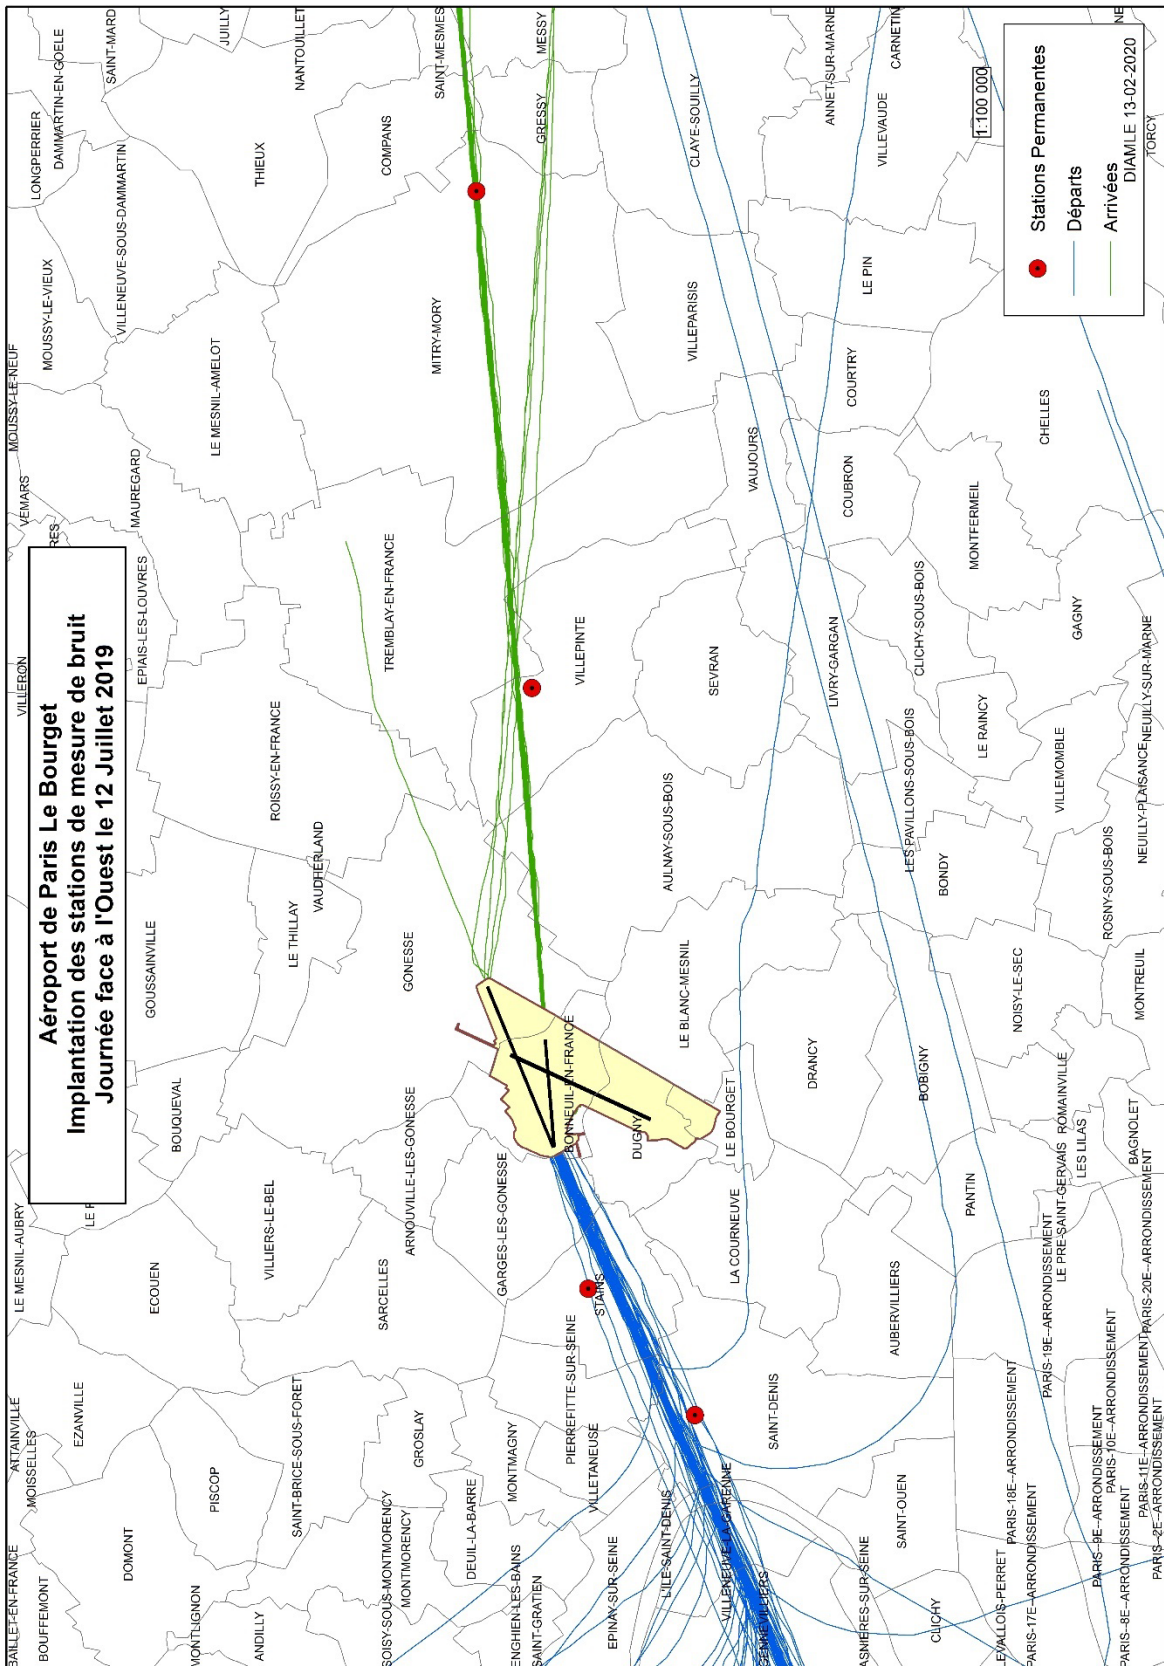 Aéroport de Paris Le Bourget
Implantation des stations de mesure de bruit
Journée face à l'Ouest le 12 Juillet 2019
BAILLET-EN-FRANCE
ATTAINVILLE
LE MESNIL-AUBRY
VILLERON
VEMARS
MOUSSY-LE-NEUF
LONGPERRIER
BOUFFEMONT
MOISSELLES
EZANVILLE
RES
MOUSSY-LE-VIEUX
DAMMARTIN-EN-GOELE
SAINT-MARD
DOMONT
ECOUEN
BOUQUEVAL
GOUSSAINVILLE
EPIAIS-LES-LOUVRES
MAUREGARD
VILLENEUVE-SOUS-DAMMARTIN
JUILLY
MONTLIGNON
PISCOP
LE MESNIL-AMELOT
THIEUX
ANDILLY
SAINT-BRICE-SOUS-FORET
VILLIERS-LE-BEL
LE THILLAY
VAUDHERLAND
ROISSY-EN-FRANCE
NANTOUILLET
SOISY-SOUS-MONTMORENCY
MONTMORENCY
GROSLAY
SARCELLES
ARNOUVILLE-LES-GONESSE
GONESSE
TREMBLAY-EN-FRANCE
COMPANS
DEUIL-LA-BARRE
MITRY-MORY
SAINT-MESMES
ENGHIEN-LES-BAINS
MONTMAGNY
GARGES-LES-GONESSE
SAINT-GRATIEN
GRESSY
MESSY
VILLETANEUSE
PIERREFITTE-SUR-SEINE
STAINS
BONNEUIL-EN-FRANCE
VILLEPINTE
EPINAY-SUR-SEINE
L'ILE-SAINT-DENIS
DUGNY
AULNAY-SOUS-BOIS
LE BLANC-MESNIL
SEVRAN
VILLEPARISIS
CLAYE-SOUILLY
VILLENEUVE-LA-GARENNE
LA COURNEUVE
LE BOURGET
VAUJOURS
GENNEVILLIERS
SAINT-DENIS
DRANCY
LIVRY-GARGAN
COUBRON
COURTRY
LE PIN
ANNET-SUR-MARNE
VILLEVAUDE
CARNETIN
ASNIERES-SUR-SEINE
SAINT-OUEN
AUBERVILLIERS
BOBIGNY
LES PAVILLONS-SOUS-BOIS
CLICHY-SOUS-BOIS
CLICHY
PANTIN
BONDY
LE RAINCY
MONTFERMEIL
CHELLES
LEVALLOIS-PERRET
PARIS-18E--ARRONDISSEMENT
PARIS-17E--ARRONDISSEMENT
PARIS-19E--ARRONDISSEMENT
LE PRE-SAINT-GERVAIS
LES LILAS
ROMAINVILLE
NOISY-LE-SEC
VILLEMOMBLE
GAGNY
PARIS--9E--ARRONDISSEMENT
PARIS-10E--ARRONDISSEMENT
PARIS--8E--ARRONDISSEMENT
PARIS-11E--ARRONDISSEMENT
PARIS-20E--ARRONDISSEMENT
PARIS--2E--ARRONDISSEMENT
BAGNOLET
MONTREUIL
ROSNY-SOUS-BOIS
NEUILLY-PLAISANCE
NEUILLY-SUR-MARNE
TORCY
1:100 000
Stations Permanentes
Départs
Arrivées
DIAMLE 13-02-2020